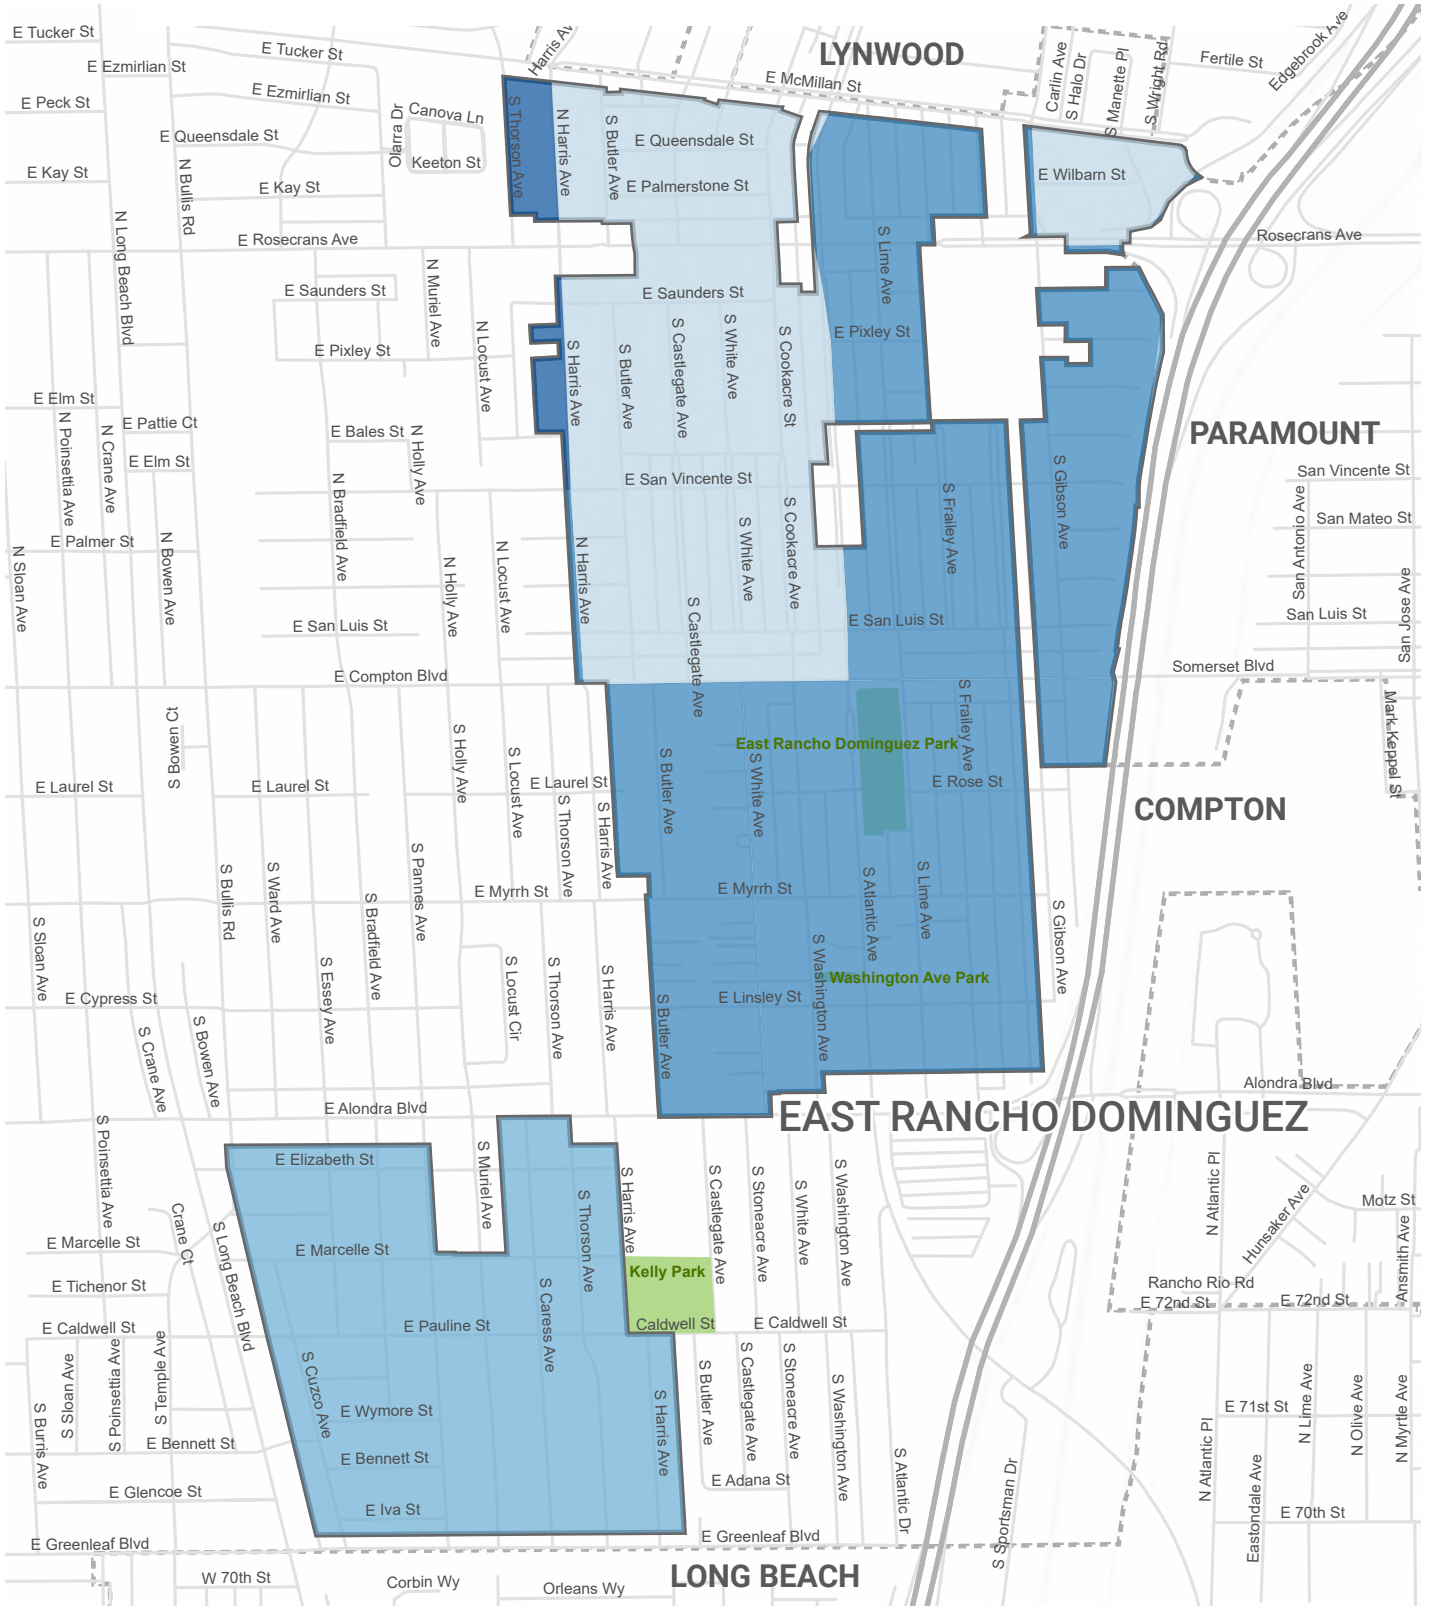 E Tucker St
E Tucker St
Harris Av
LYNWOOD
Edgebrook Ave
E Ezmirlian St
E McMillan St
Carlin Ave
S Halo Dr
S Manette Pl
S Wright Rd
Fertile St
E Peck St
E Ezmirlian St
Canova Ln
E Queensdale St
Olarra Dr
Keeton St
S Thorson Ave
N Harris Ave
S Butler Ave
E Queensdale St
E Kay St
N Bullis Rd
E Kay St
E Palmerstone St
E Wilbarn St
N Long Beach Blvd
E Rosecrans Ave
Rosecrans Ave
N Muriel Ave
E Saunders St
E Saunders St
S Lime Ave
E Pixley St
N Locust Ave
S Harris Ave
S Butler Ave
S Castlegate Ave
S White Ave
S Cookacre St
E Pixley St
E Elm St
N Poinsettia Ave
N Crane Ave
E Pattie Ct
E Elm St
E Bales St
N Holly Ave
PARAMOUNT
N Bradfield Ave
E San Vincente St
San Vincente St
S Frailey Ave
S Gibson Ave
San Antonio Ave
San Mateo St
E Palmer St
N Sloan Ave
N Bowen Ave
N Holly Ave
N Locust Ave
N Harris Ave
S White Ave
S Cookacre Ave
San Jose Ave
E San Luis St
S Castlegate Ave
E San Luis St
San Luis St
E Compton Blvd
Somerset Blvd
S Bowen Ct
S Frailey Ave
Mark Keppel St
S Holly Ave
S Locust Ave
S Butler Ave
East Rancho Dominguez Park
S White Ave
E Laurel St
E Laurel St
E Laurel St
E Rose St
S Thorson Ave
S Harris Ave
COMPTON
S Bullis Rd
S Ward Ave
S Pannes Ave
E Myrrh St
E Myrrh St
S Atlantic Ave
S Lime Ave
S Sloan Ave
S Bradfield Ave
S Gibson Ave
E Cypress St
S Essey Ave
S Locust Cir
S Thorson Ave
S Harris Ave
S Butler Ave
E Linsley St
S Washington Ave
Washington Ave Park
S Crane Ave
S Bowen Ave
E Alondra Blvd
Alondra Blvd
EAST RANCHO DOMINGUEZ
S Poinsettia Ave
E Elizabeth St
S Muriel Ave
S Thorson Ave
S Harris Ave
S Castlegate Ave
S Stoneacre Ave
S White Ave
S Washington Ave
N Atlantic Pl
Hunsaker Ave
Motz St
Crane Ct
S Long Beach Blvd
E Marcelle St
E Marcelle St
Kelly Park
Ansmith Ave
E Tichenor St
Rancho Rio Rd
E 72nd St
E 72nd St
E Caldwell St
E Pauline St
S Caress Ave
Caldwell St
E Caldwell St
S Burris Ave
S Sloan Ave
S Poinsettia Ave
S Temple Ave
S Cuzco Ave
S Harris Ave
S Butler Ave
S Castlegate Ave
S Stoneacre Ave
S Washington Ave
N Atlantic Pl
N Lime Ave
N Olive Ave
N Myrtle Ave
E Wymore St
E 71st St
E Bennett St
E Bennett St
E Adana St
S Atlantic Dr
S Sportsman Dr
Eastondale Ave
E Glencoe St
E Iva St
E 70th St
E Greenleaf Blvd
E Greenleaf Blvd
W 70th St
Corbin Wy
Orleans Wy
LONG BEACH